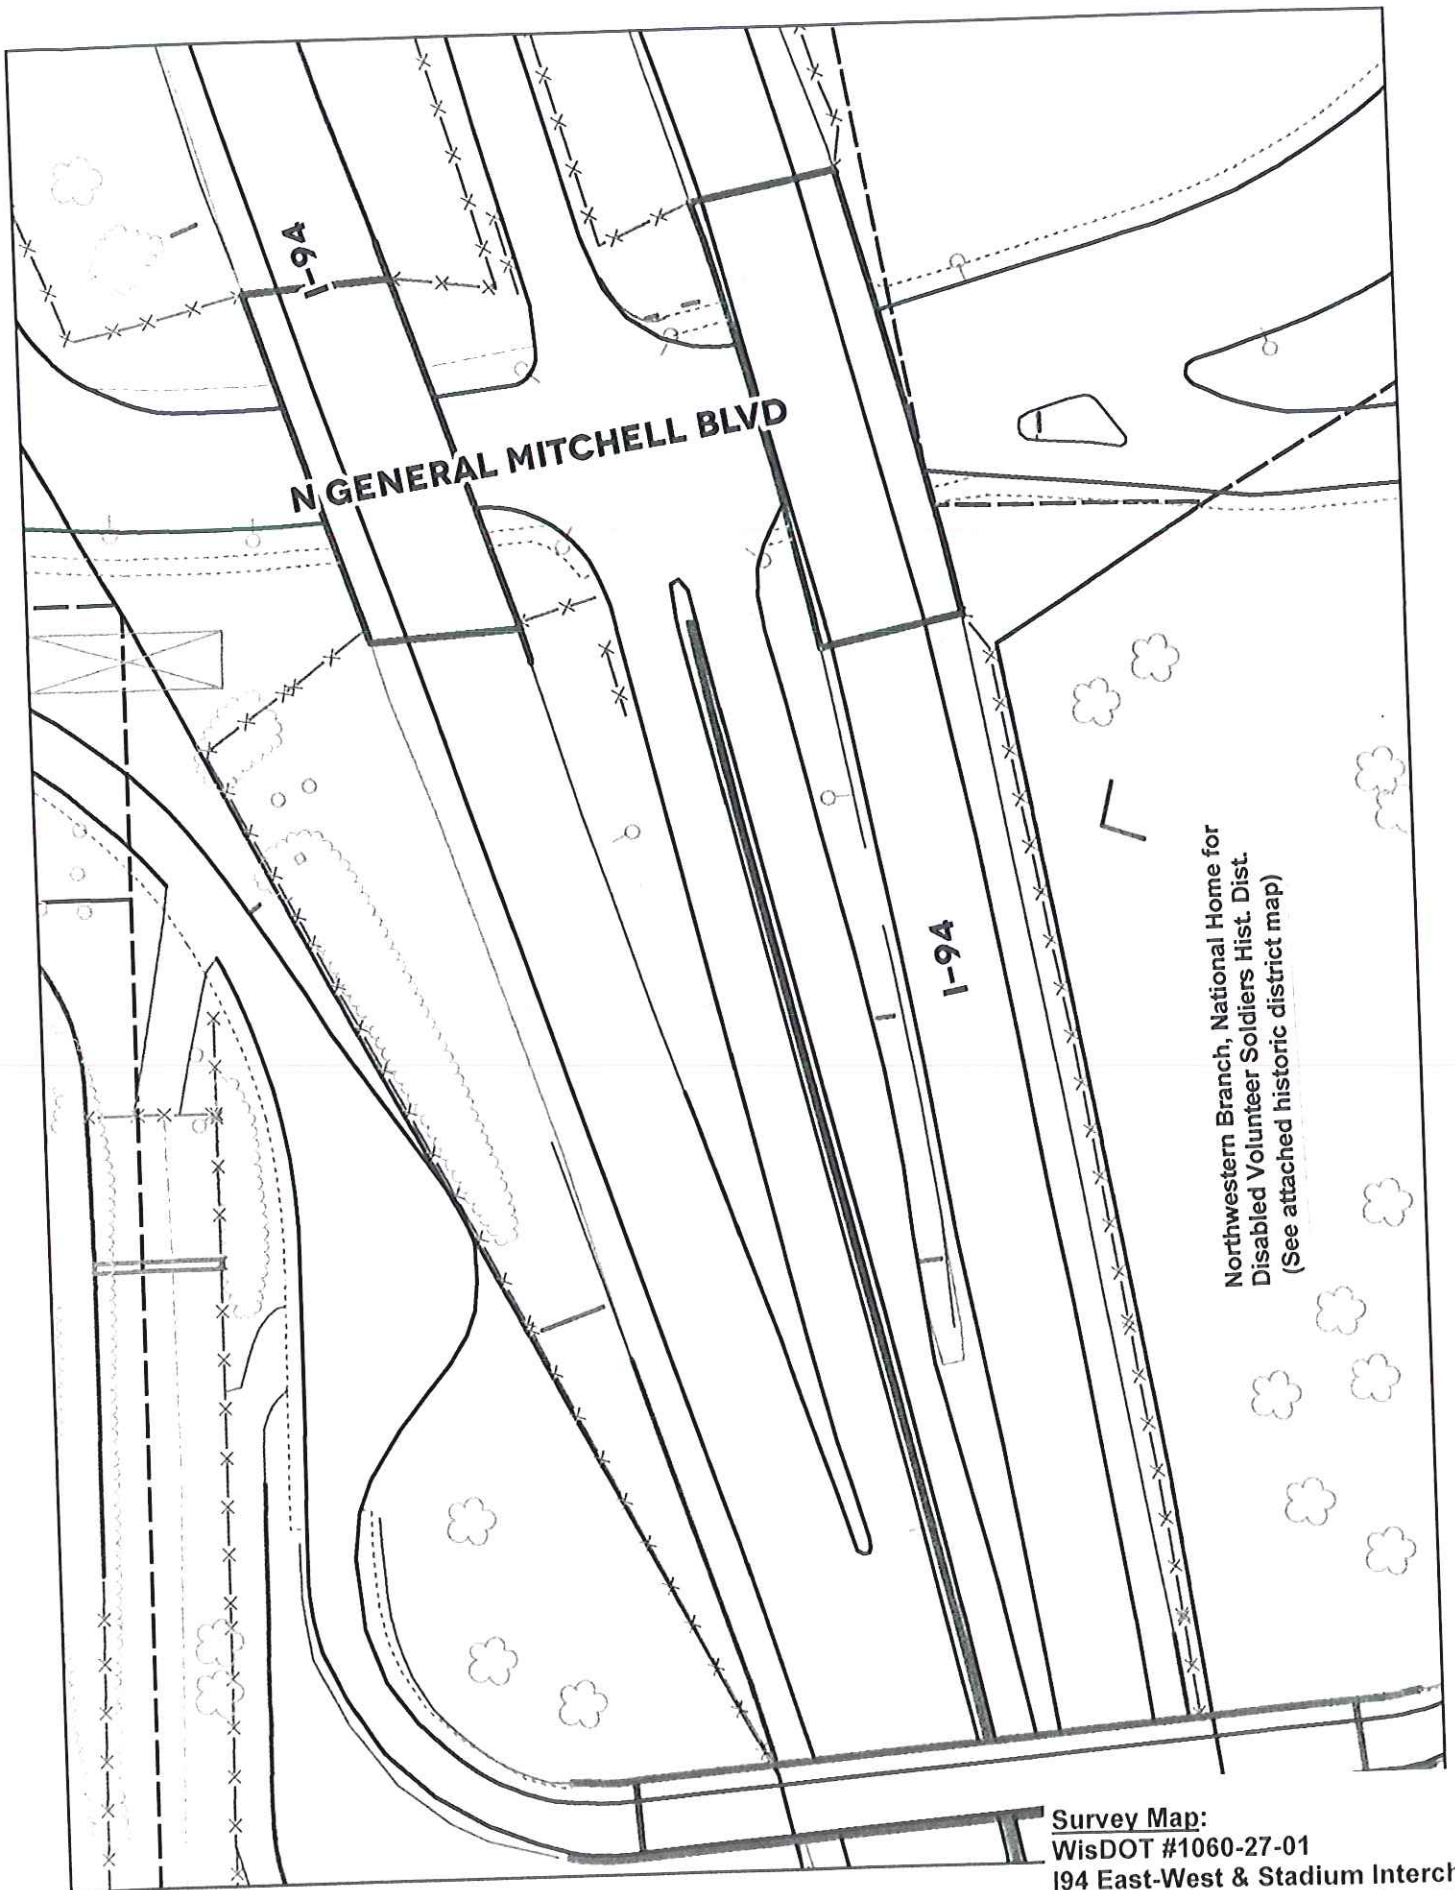 I-94
N GENERAL MITCHELL BLVD
I-94
Northwestern Branch, National Home for
Disabled Volunteer Soldiers Hist. Dist.
(See attached historic district map)
Survey Map:
WisDOT #1060-27-01
I94 East-West & Stadium Interch